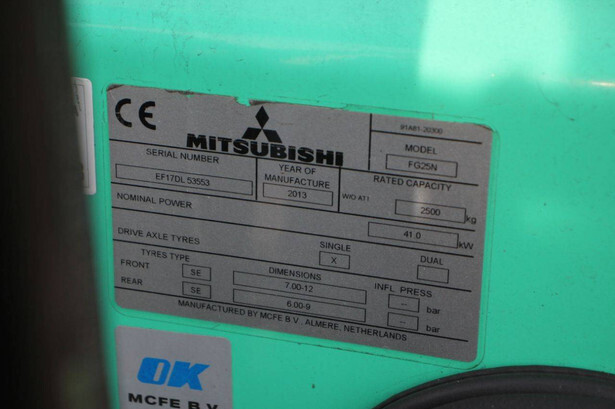 CE
MITSUBISHI
91A81-20300
MODEL
FG25N
SERIAL NUMBER
EF17DL 53553
YEAR OF
MANUFACTURE
2013
RATED CAPACITY
W/O ATT
2500 kg
NOMINAL POWER
41.0 kW
DRIVE AXLE TYRES
SINGLE
X
DUAL
TYRES TYPE
DIMENSIONS
INFL. PRESS
FRONT SE 7.00-12 -- bar
REAR SE 6.00-9 -- bar
MANUFACTURED BY MCFE B.V. ALMERE, NETHERLANDS
OK
MCFE B.V.